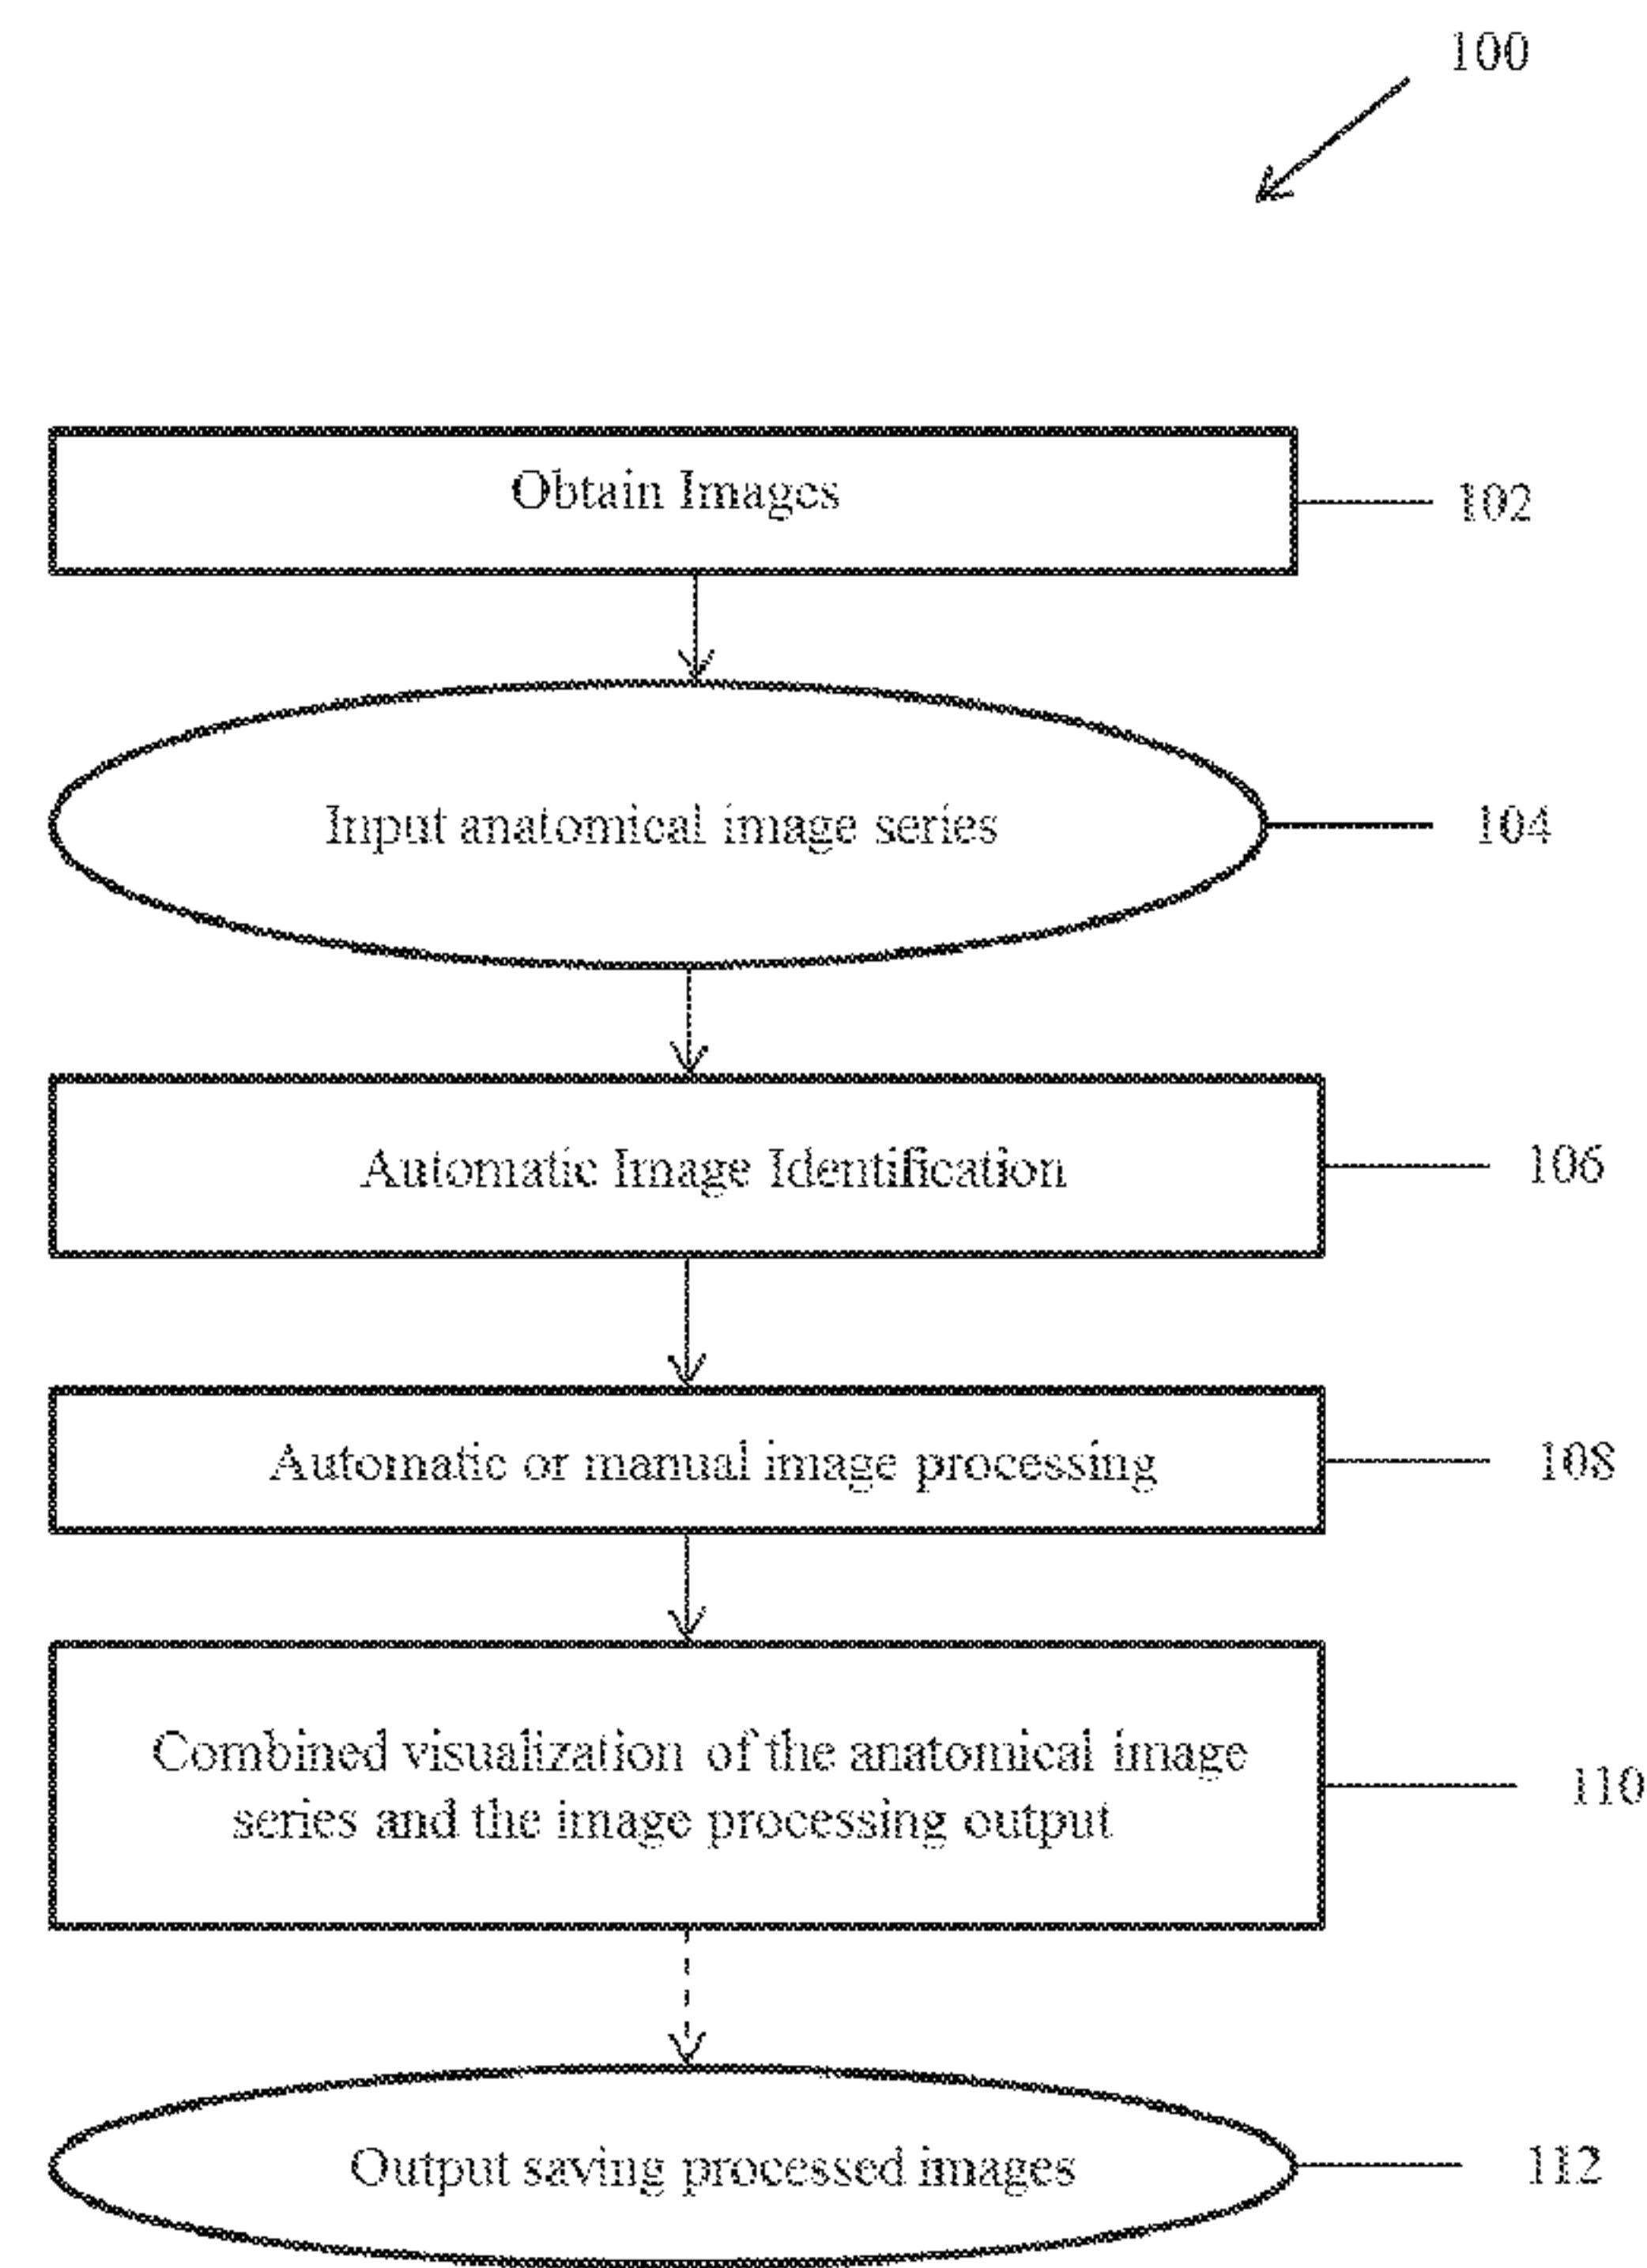 100
Obtain Images
102
Input anatomical image series
104
Automatic Image Identification
106
Automatic or manual image processing
108
Combined visualization of the anatomical image
series and the image processing output
110
Output saving processed images
112